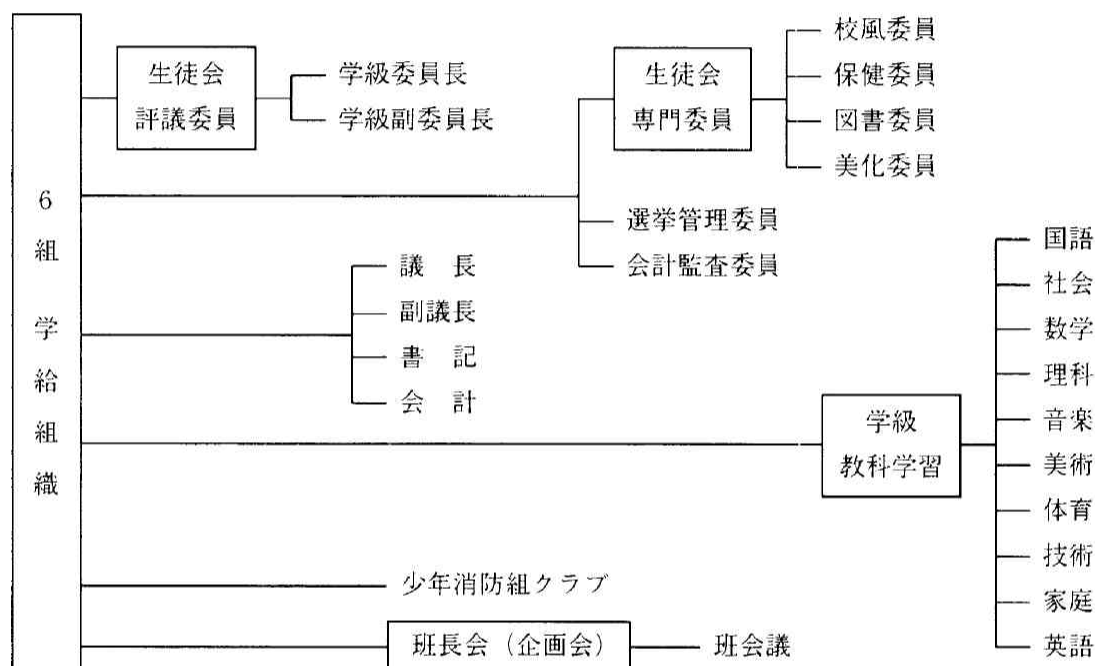 6組 学給組織
生徒会
評議委員
学級委員長
学級副委員長
生徒会
専門委員
校風委員
保健委員
図書委員
美化委員
選挙管理委員
会計監査委員
議 長
副議長
書 記
会 計
学級
教科学習
国語
社会
数学
理科
音楽
美術
体育
技術
家庭
英語
少年消防組クラブ
班長会（企画会）
班会議